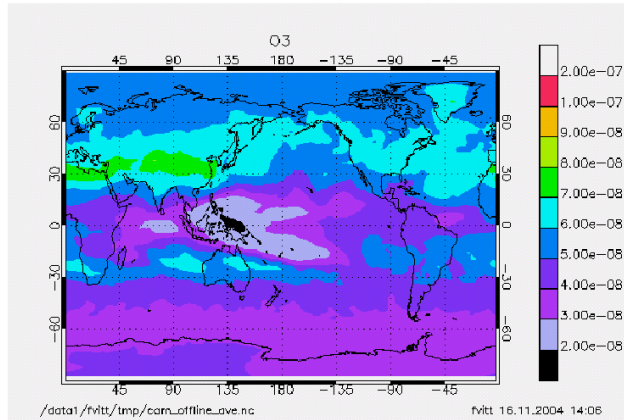 O3
45 90 135 180 -135 -90 -45
60 60
30 30
0 0
-30 -30
-60 -60
45 90 135 180 -135 -90 -45
2.00e-07
1.00e-07
9.00e-08
8.00e-08
7.00e-08
6.00e-08
5.00e-08
4.00e-08
3.00e-08
2.00e-08
/data1/fvitt/tmp/cam_offline_ave.nc fvitt 16.11.2004 14:06